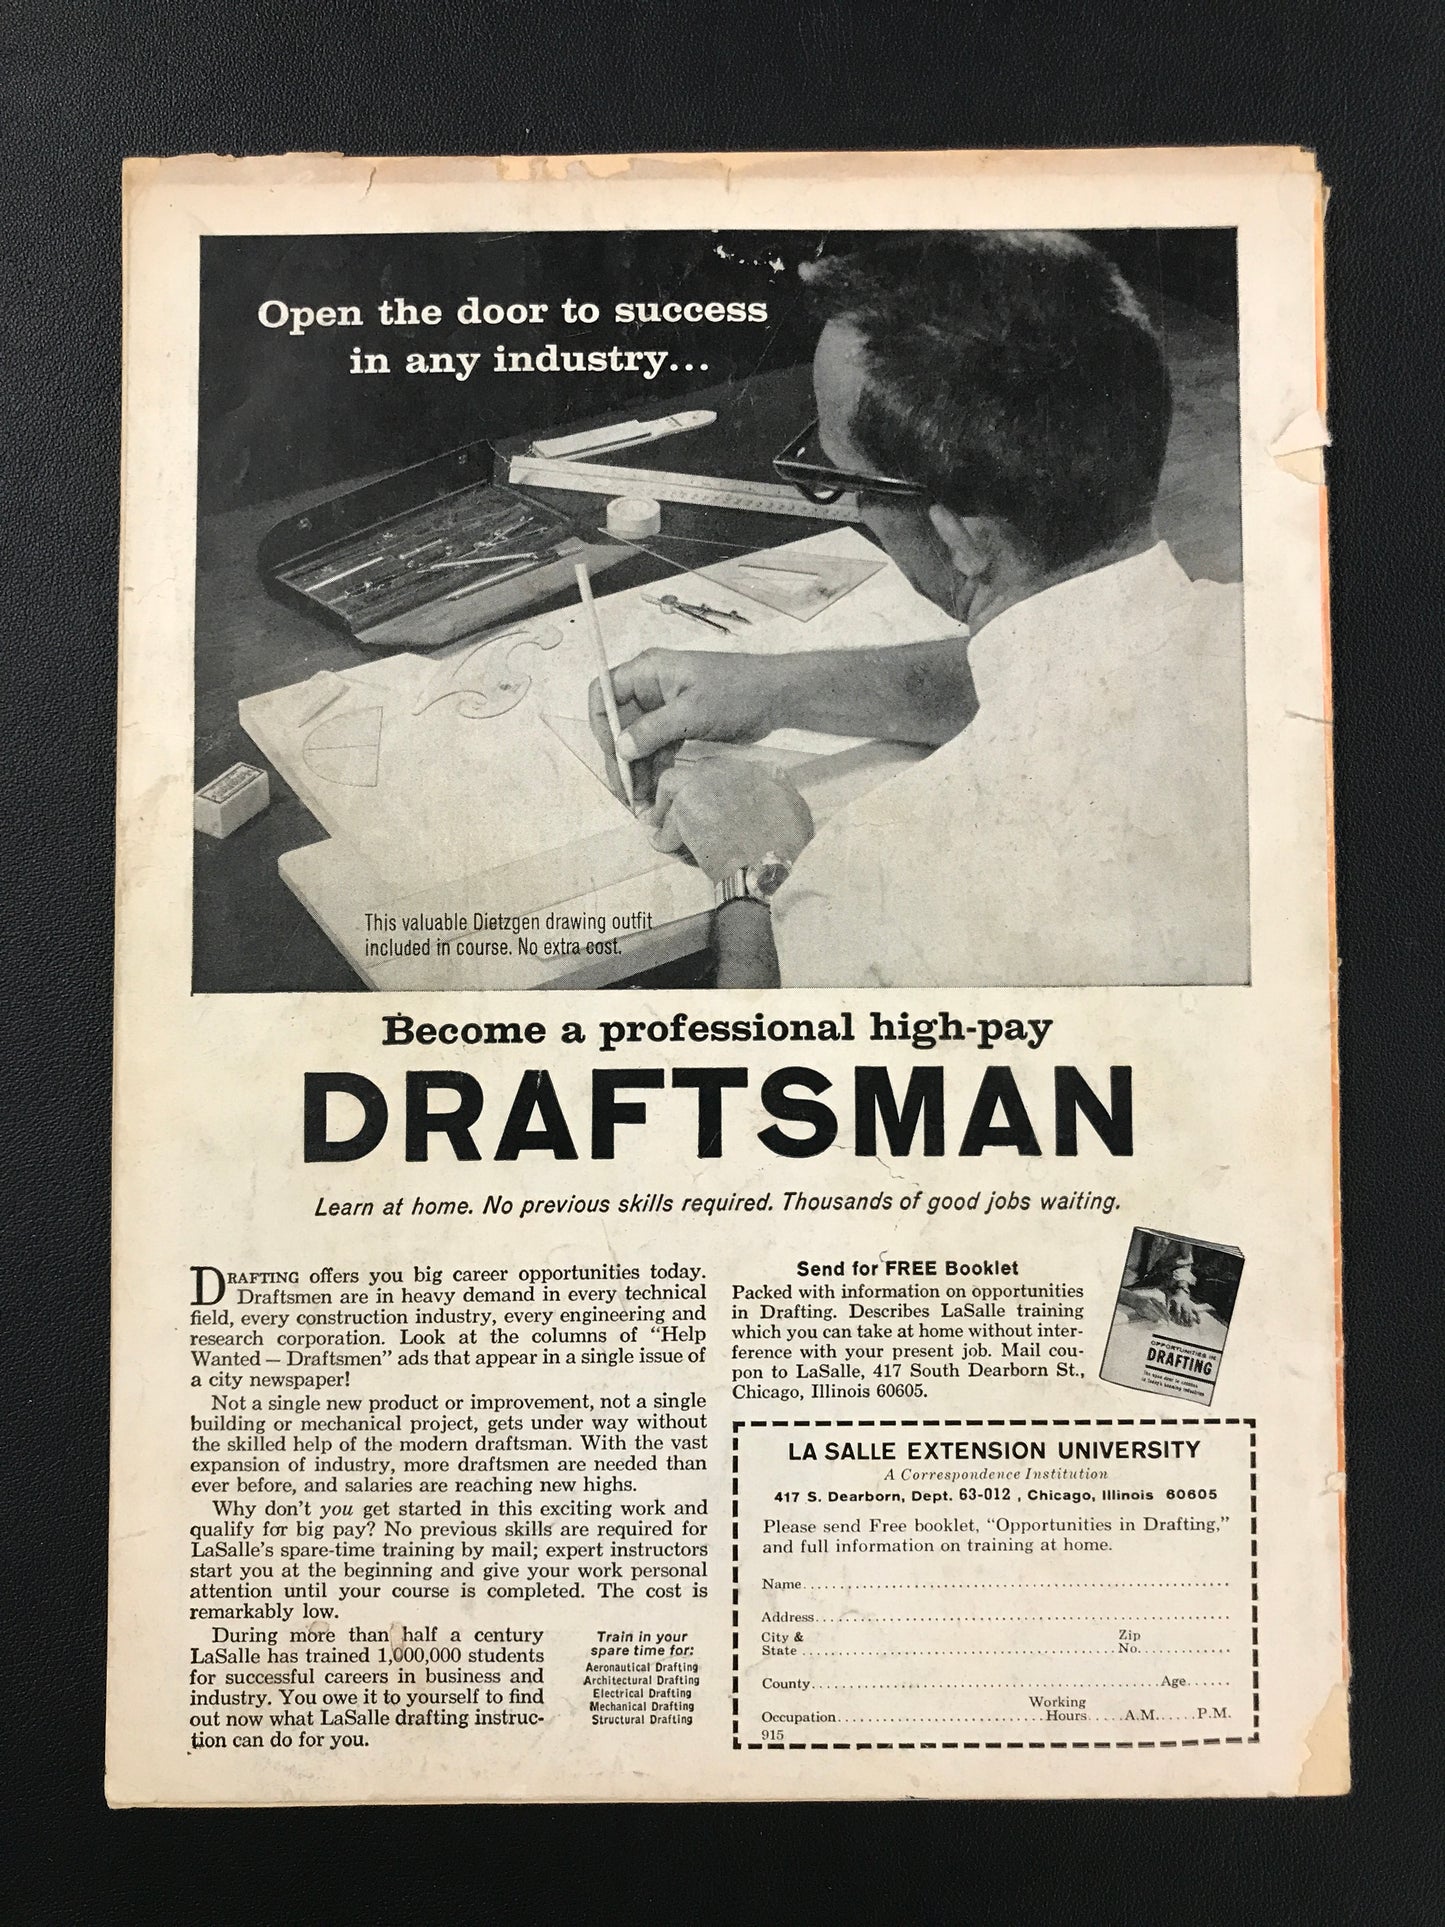 Open the door to success
in any industry...
This valuable Dietzgen drawing outfit
included in course. No extra cost.
Become a professional high-pay
DRAFTSMAN
Learn at home. No previous skills required. Thousands of good jobs waiting.
DRAFTING offers you big career opportunities today.
Draftsmen are in heavy demand in every technical
field, every construction industry, every engineering and
research corporation. Look at the columns of “Help
Wanted — Draftsmen” ads that appear in a single issue of
a city newspaper!
Not a single new product or improvement, not a single
building or mechanical project, gets under way without
the skilled help of the modern draftsman. With the vast
expansion of industry, more draftsmen are needed than
ever before, and salaries are reaching new highs.
Why don’t you get started in this exciting work and
qualify for big pay? No previous skills are required for
LaSalle’s spare-time training by mail; expert instructors
start you at the beginning and give your work personal
attention until your course is completed. The cost is
remarkably low.
During more than half a century
LaSalle has trained 1,000,000 students
for successful careers in business and
industry. You owe it to yourself to find
out now what LaSalle drafting instruc-
tion can do for you.
Train in your
spare time for:
Aeronautical Drafting
Architectural Drafting
Electrical Drafting
Mechanical Drafting
Structural Drafting
Send for FREE Booklet
Packed with information on opportunities
in Drafting. Describes LaSalle training
which you can take at home without inter-
ference with your present job. Mail cou-
pon to LaSalle, 417 South Dearborn St.,
Chicago, Illinois 60605.
OPPORTUNITIES IN
DRAFTING
LA SALLE EXTENSION UNIVERSITY
A Correspondence Institution
417 S. Dearborn, Dept. 63-012 , Chicago, Illinois 60605
Please send Free booklet, “Opportunities in Drafting,”
and full information on training at home.
Name
Address
City & Zip
State No.
County Age
Working
Occupation Hours A.M. P.M.
915